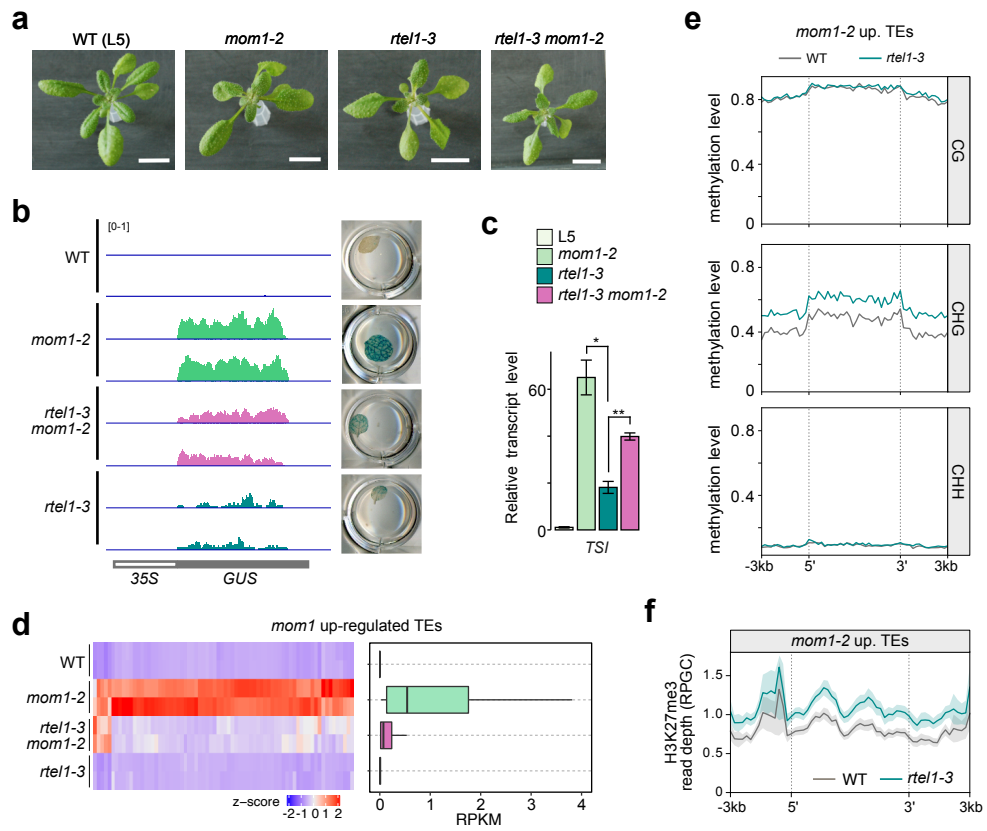 a
WT (L5)
mom1-2
rtel1-3
rtel1-3 mom1-2
b
[0-1]
WT
mom1-2
rtel1-3
mom1-2
rtel1-3
35S
GUS
c
L5
mom1-2
rtel1-3
rtel1-3 mom1-2
Relative transcript level
60
0
*
**
TSI
d
mom1 up-regulated TEs
WT
mom1-2
rtel1-3
mom1-2
rtel1-3
z-score
-2 -1 0 1 2
0 1 2 3 4
RPKM
e
mom1-2 up. TEs
WT
rtel1-3
methylation level
0.8
0.4
0
CG
methylation level
0.8
0.4
0
CHG
methylation level
0.8
0.4
0
CHH
-3kb 5' 3' 3kb
f
mom1-2 up. TEs
H3K27me3
read depth (RPGC)
1.5
1.0
0.5
WT
rtel1-3
-3kb 5' 3' 3kb